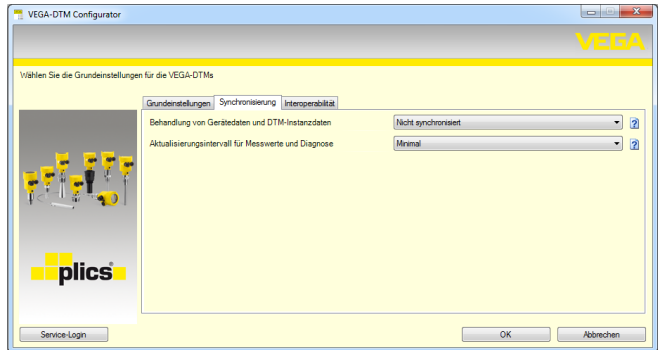 VEGA-DTM Configurator
VEGA
Wählen Sie die Grundeinstellungen für die VEGA-DTMs
Grundeinstellungen Synchronisierung Interoperabilität
Behandlung von Gerätedaten und DTM-Instanzdaten Nicht synchronisiert ?
Aktualisierungsintervall für Messwerte und Diagnose Minimal ?
plics
Service-Login OK Abbrechen